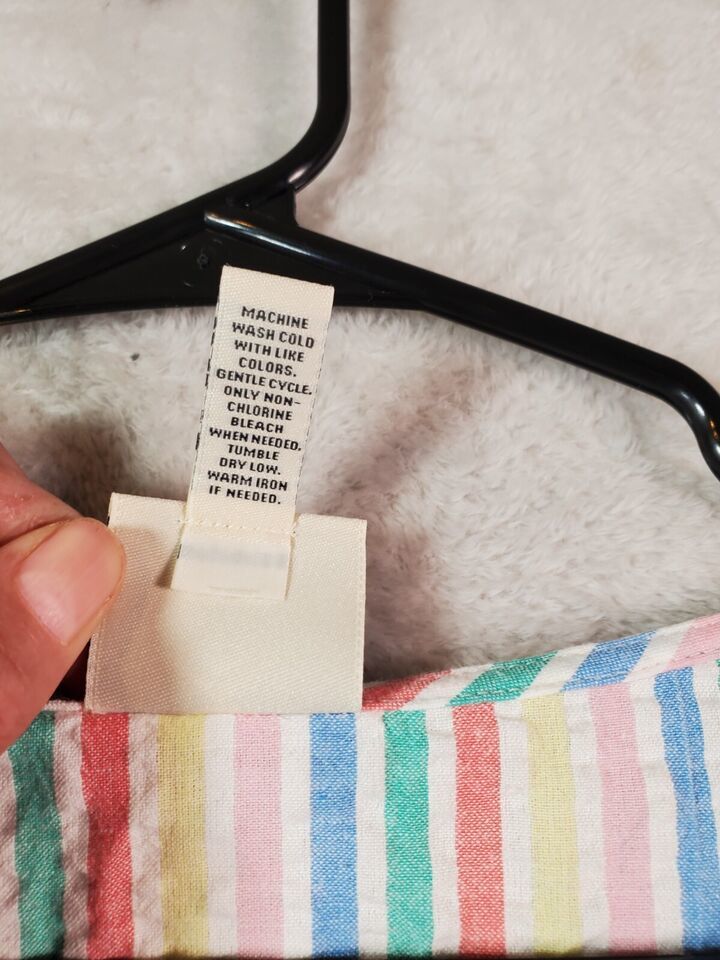 MACHINE
WASH COLD
WITH LIKE
COLORS.
GENTLE CYCLE.
ONLY NON-
CHLORINE
BLEACH
WHEN NEEDED.
TUMBLE
DRY LOW.
WARM IRON
IF NEEDED.